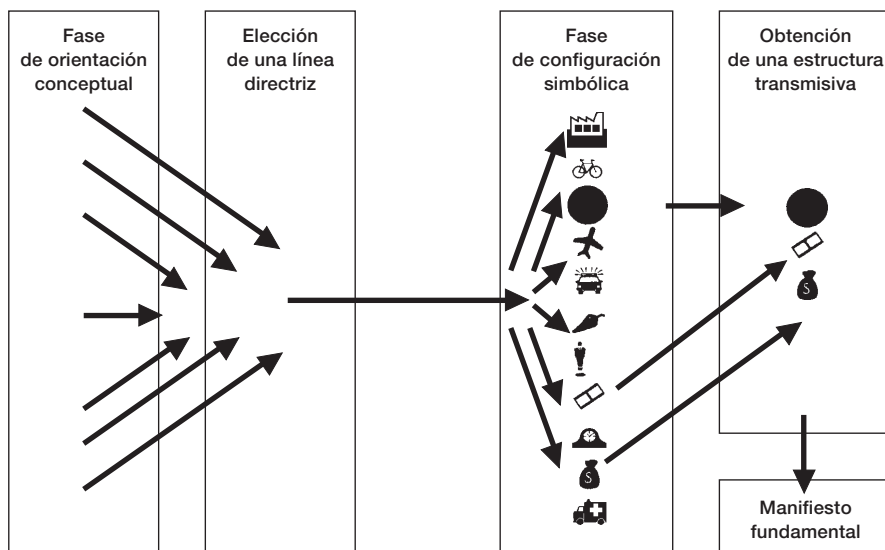 Fase
de orientación
conceptual
Elección
de una línea
directriz
Fase
de configuración
simbólica
Obtención
de una estructura
transmisiva
Manifiesto
fundamental